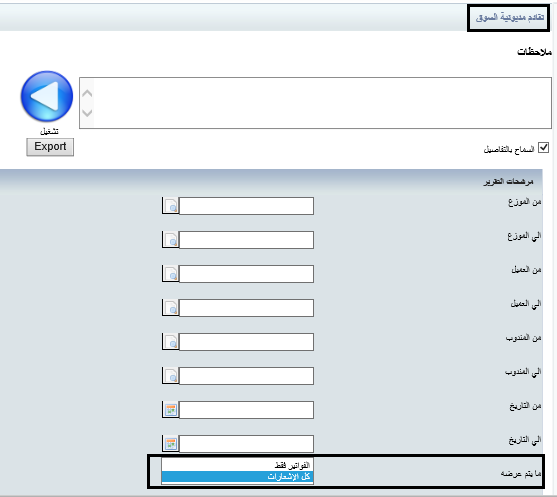 تقادم مديونية السوق
ملاحظات
تشغيل
Export
السماح بالتفاصيل
مرشحات التقرير
من الموزع
الي الموزع
من العميل
الي العميل
من المندوب
الي المندوب
من التاريخ
الي التاريخ
ما يتم عرضه
الفواتير فقط
كل الإشعارات